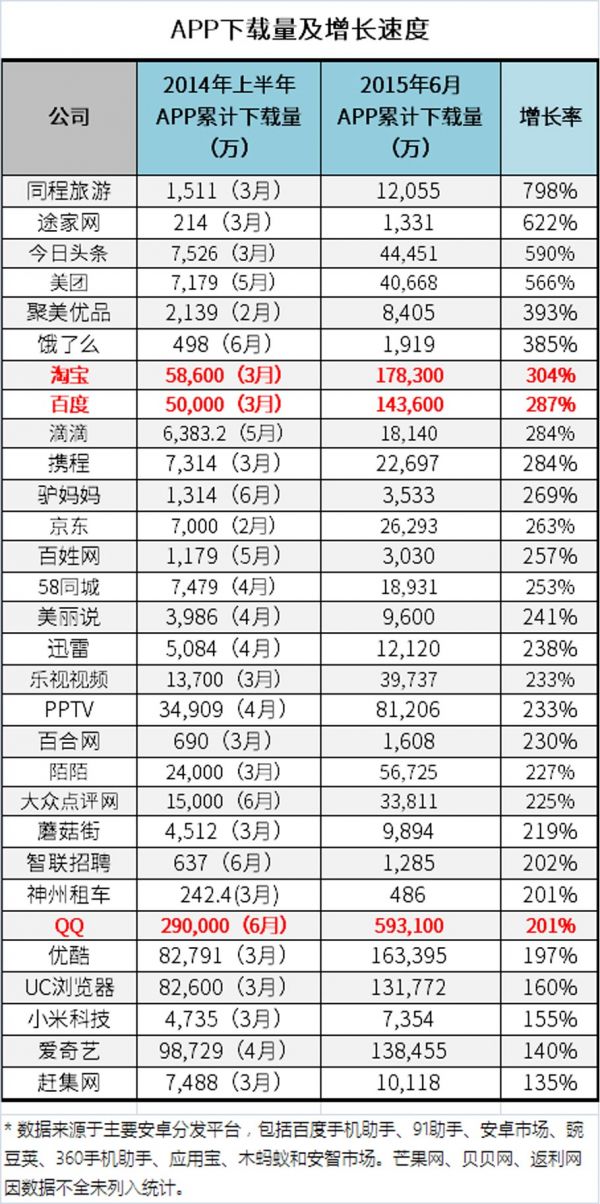 APP下载量及增长速度
公司 2014年上半年APP累计下载量（万） 2015年6月APP累计下载量（万） 增长率
同程旅游 1,511（3月） 12,055 798%
途家网 214（3月） 1,331 622%
今日头条 7,526（3月） 44,451 590%
美团 7,179（5月） 40,668 566%
聚美优品 2,139（2月） 8,405 393%
饿了么 498（6月） 1,919 385%
淘宝 58,600（3月） 178,300 304%
百度 50,000（3月） 143,600 287%
滴滴 6,383.2（5月） 18,140 284%
携程 7,314（3月） 22,697 284%
驴妈妈 1,314（6月） 3,533 269%
京东 7,000（2月） 26,293 263%
百姓网 1,179（5月） 3,030 257%
58同城 7,479（4月） 18,931 253%
美丽说 3,986（4月） 9,600 241%
迅雷 5,084（4月） 12,120 238%
乐视视频 13,700（3月） 39,737 233%
PPTV 34,909（4月） 81,206 233%
百合网 690（3月） 1,608 230%
陌陌 24,000（3月） 56,725 227%
大众点评网 15,000（6月） 33,811 225%
蘑菇街 4,512（3月） 9,894 219%
智联招聘 637（6月） 1,285 202%
神州租车 242.4(3月) 486 201%
QQ 290,000（6月） 593,100 201%
优酷 82,791（3月） 163,395 197%
UC浏览器 82,600（3月） 131,772 160%
小米科技 4,735（3月） 7,354 155%
爱奇艺 98,729（4月） 138,455 140%
赶集网 7,488（3月） 10,118 135%
* 数据来源于主要安卓分发平台，包括百度手机助手、91助手、安卓市场、豌
豆荚、360手机助手、应用宝、木蚂蚁和安智市场。芒果网、贝贝网、返利网
因数据不全未列入统计。